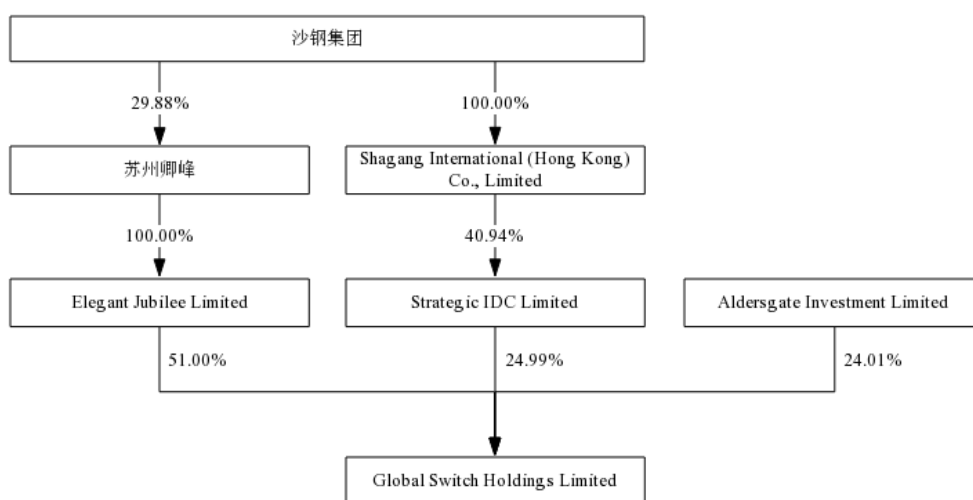 沙钢集团
29.88%
100.00%
苏州卿峰
Shagang International (Hong Kong)
Co., Limited
100.00%
40.94%
Elegant Jubilee Limited
Strategic IDC Limited
Aldersgate Investment Limited
51.00%
24.99%
24.01%
Global Switch Holdings Limited